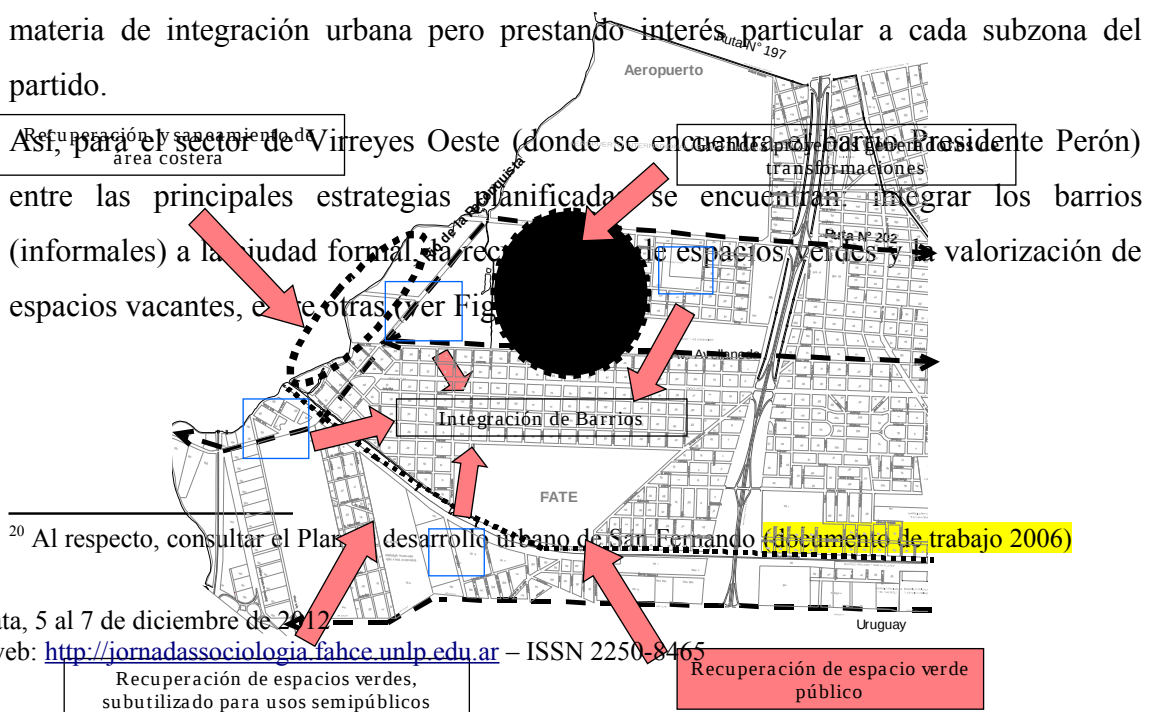 materia de integración urbana pero prestando interés particular a cada subzona del
partido.
Así, para el sector de Virreyes Oeste (donde se encuentra el barrio Presidente Perón)
entre las principales estrategias planificadas se encuentran: integrar los barrios
(informales) a la ciudad formal, la de espacios verdes y la valorización de
espacios vacantes, entre otras (ver
Ruta N° 197
Aeropuerto
Recuperación y saneamiento de
área costera
Grandes proyectos generadores de
transformaciones
Río de la Reconquista
Ruta N° 202
Avellaneda
Integración de Barrios
FATE
20 Al respecto, consultar el Plan desarrollo urbano de San Fernando (documento de trabajo 2006)
ata, 5 al 7 de diciembre de 2012
Uruguay
web: http://jornadassociologia.fahce.unlp.edu.ar – ISSN 2250-8465
Recuperación de espacios verdes,
subutilizado para usos semipúblicos
Recuperación de espacio verde
público